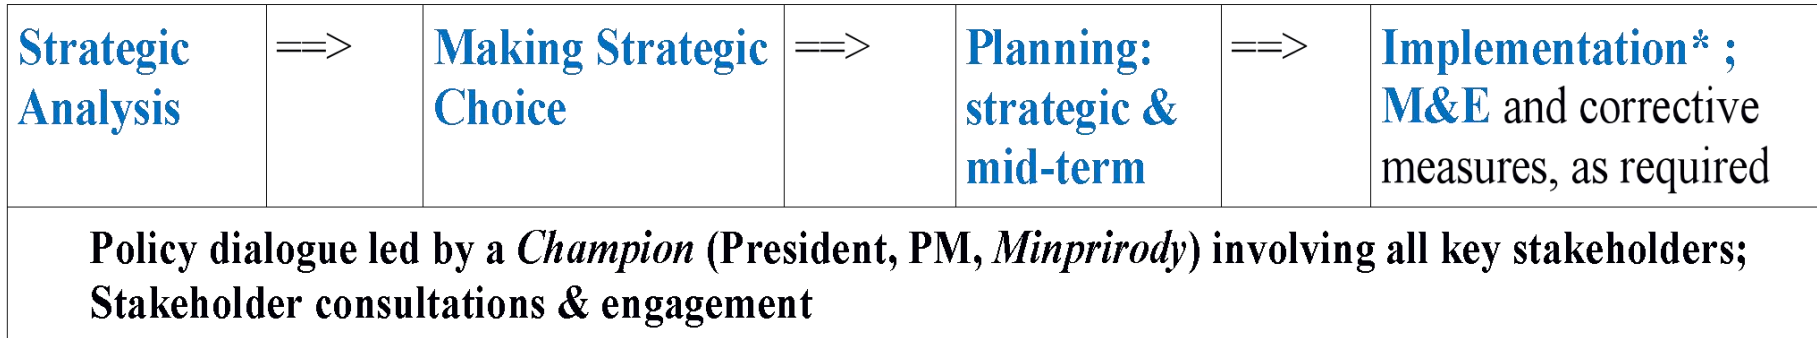 Strategic Analysis
==>
Making Strategic Choice
==>
Planning: strategic & mid-term
==>
Implementation* ; M&E and corrective measures, as required
Policy dialogue led by a Champion (President, PM, Minprirody) involving all key stakeholders;
Stakeholder consultations & engagement